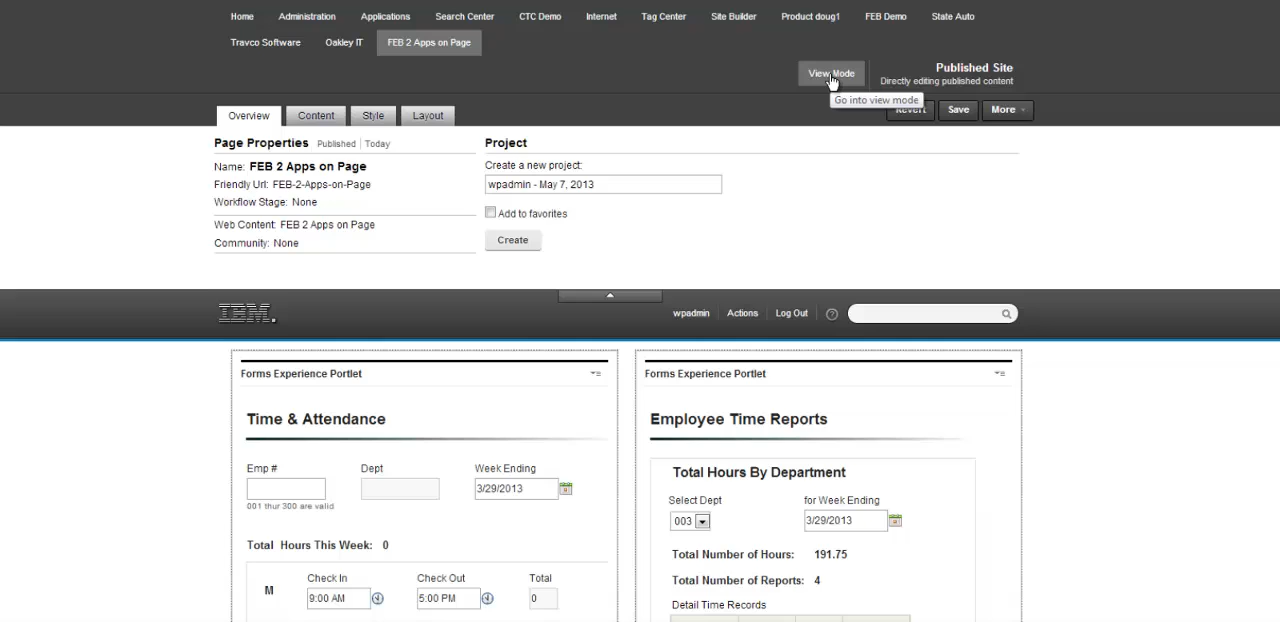 Home Administration Applications Search Center CTC Demo Internet Tag Center Site Builder Product doug1 FEB Demo State Auto
Travco Software Oakley IT FEB 2 Apps on Page
View Mode Published Site
Directly editing published content
Go into view mode
Revert Save More
Overview Content Style Layout
Page Properties Published Today
Name: FEB 2 Apps on Page
Friendly Url: FEB-2-Apps-on-Page
Workflow Stage: None
Web Content: FEB 2 Apps on Page
Community: None
Project
Create a new project:
wpadmin - May 7, 2013
Add to favorites
Create
IBM. wpadmin Actions Log Out ?
Forms Experience Portlet
Time & Attendance
Emp # Dept Week Ending
3/29/2013
001 thur 300 are valid
Total Hours This Week: 0
Check In Check Out Total
M 9:00 AM 5:00 PM 0
Forms Experience Portlet
Employee Time Reports
Total Hours By Department
Select Dept for Week Ending
003 3/29/2013
Total Number of Hours: 191.75
Total Number of Reports: 4
Detail Time Records